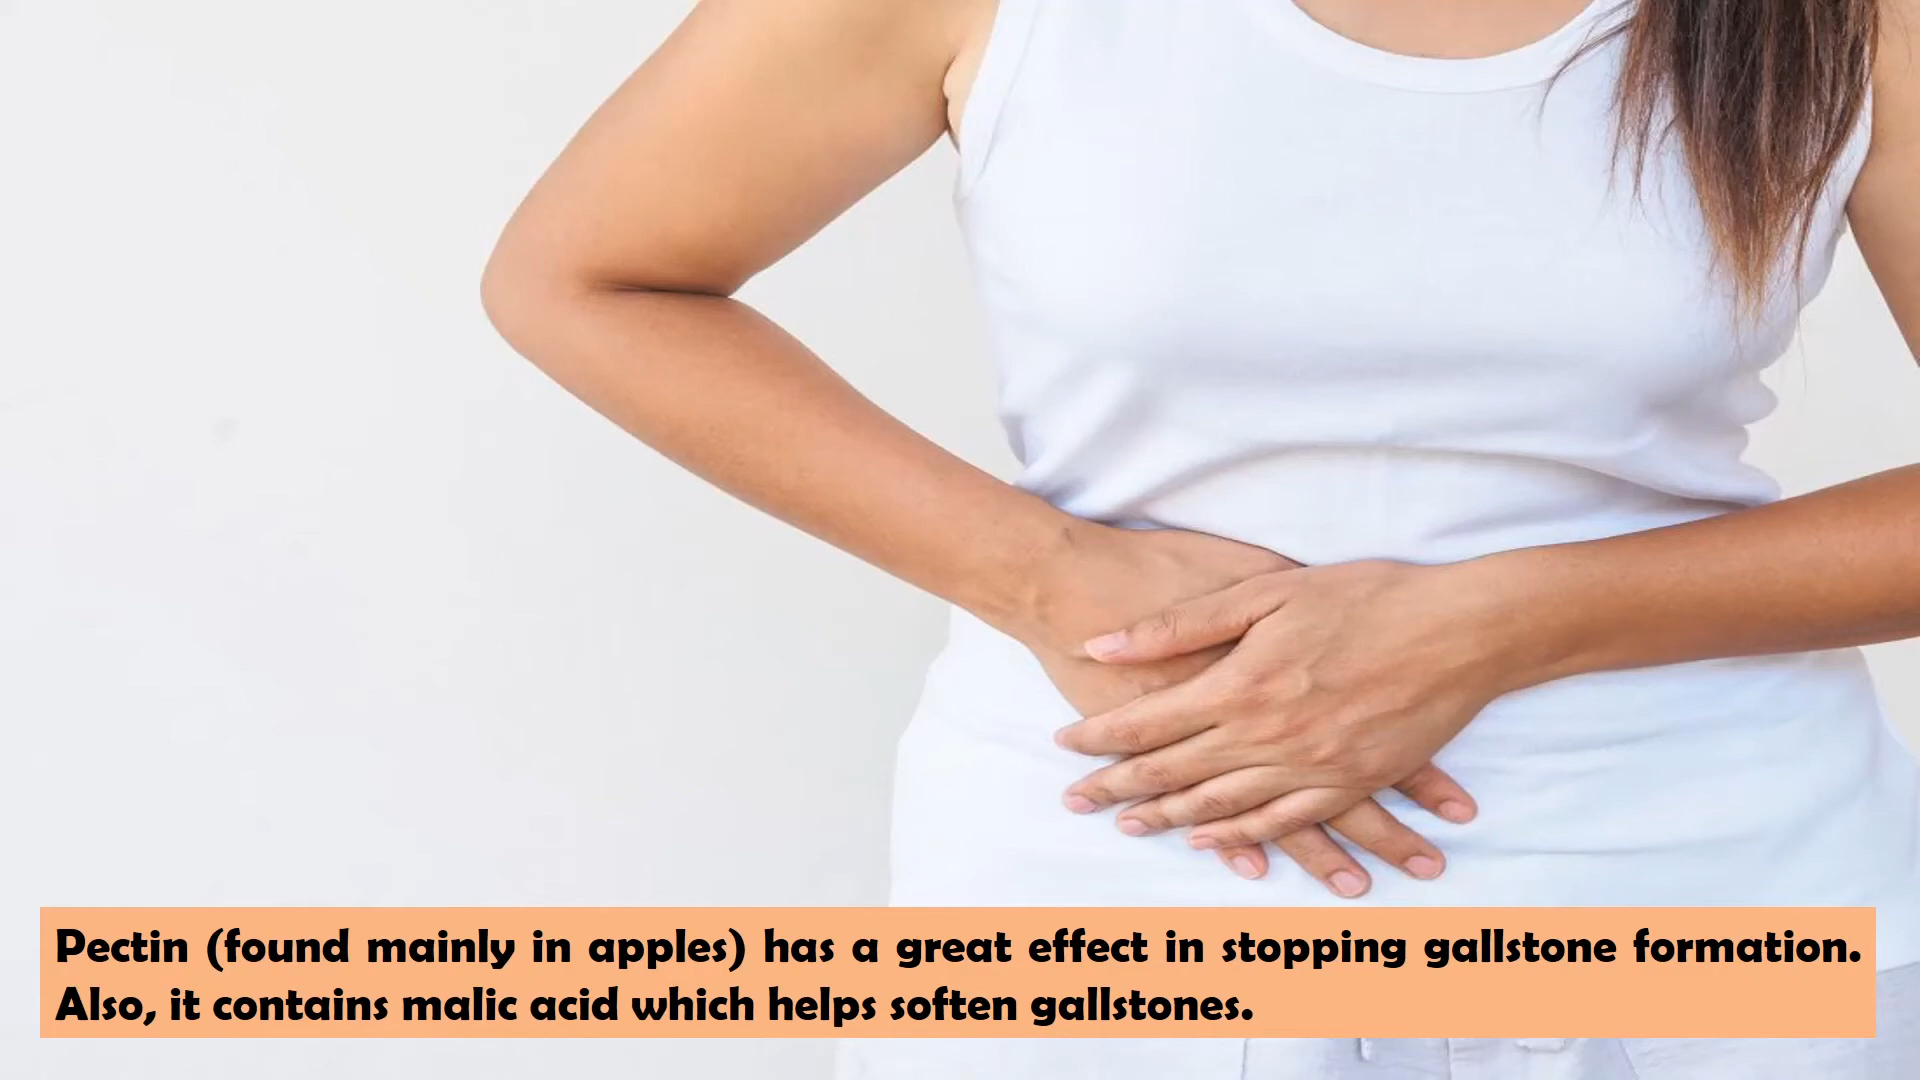 Pectin (found mainly in apples) has a great effect in stopping gallstone formation.
Also, it contains malic acid which helps soften gallstones.